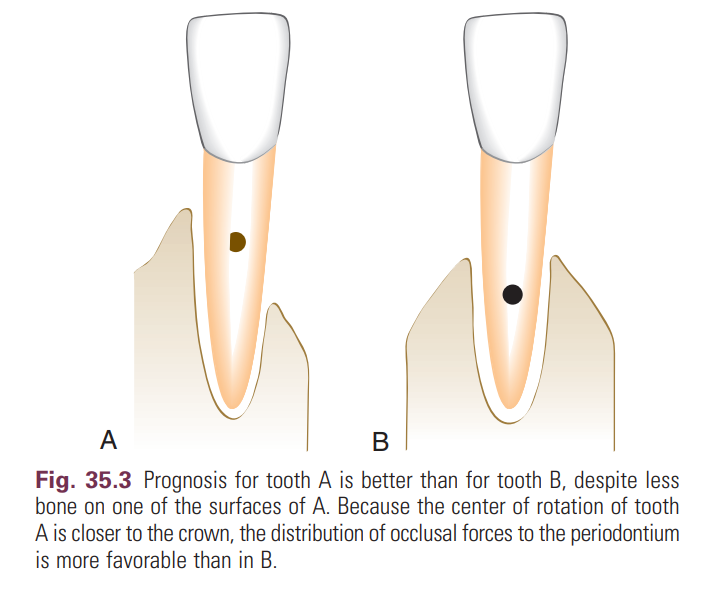 A
B
Fig. 35.3 Prognosis for tooth A is better than for tooth B, despite less
bone on one of the surfaces of A. Because the center of rotation of tooth
A is closer to the crown, the distribution of occlusal forces to the periodontium
is more favorable than in B.